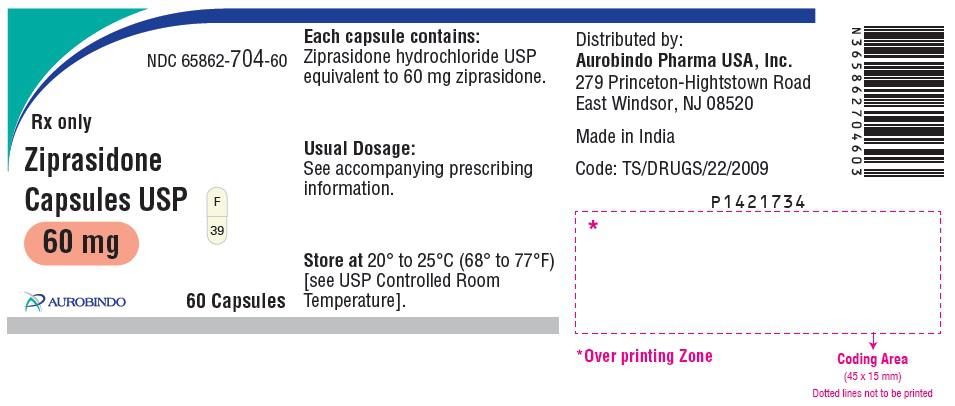 NDC 65862-704-60
Rx only
Ziprasidone
Capsules USP
60 mg
F
39
AUROBINDO
60 Capsules
Each capsule contains:
Ziprasidone hydrochloride USP
equivalent to 60 mg ziprasidone.
Usual Dosage:
See accompanying prescribing
information.
Store at 20° to 25°C (68° to 77°F)
[see USP Controlled Room
Temperature].
Distributed by:
Aurobindo Pharma USA, Inc.
279 Princeton-Hightstown Road
East Windsor, NJ 08520
Made in India
Code: TS/DRUGS/22/2009
P1421734
*
*Over printing Zone
Coding Area
(45 x 15 mm)
Dotted lines not to be printed
N365862704603